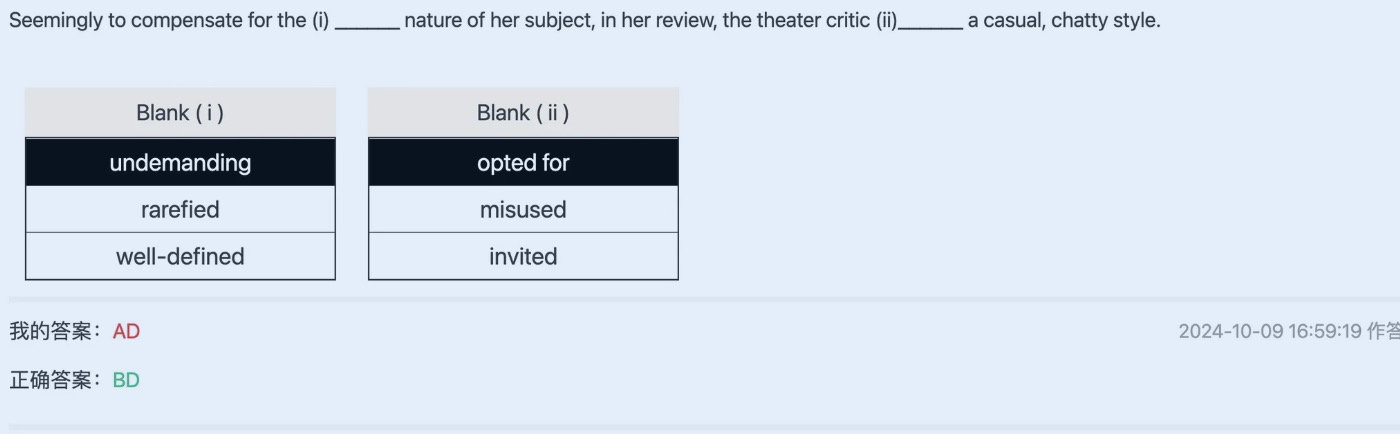 Seemingly to compensate for the (i) ______ nature of her subject, in her review, the theater critic (ii)______ a casual, chatty style.
Blank ( i )
Blank ( ii )
undemanding
opted for
rarefied
misused
well-defined
invited
我的答案：AD
2024-10-09 16:59:19 作答
正确答案：BD